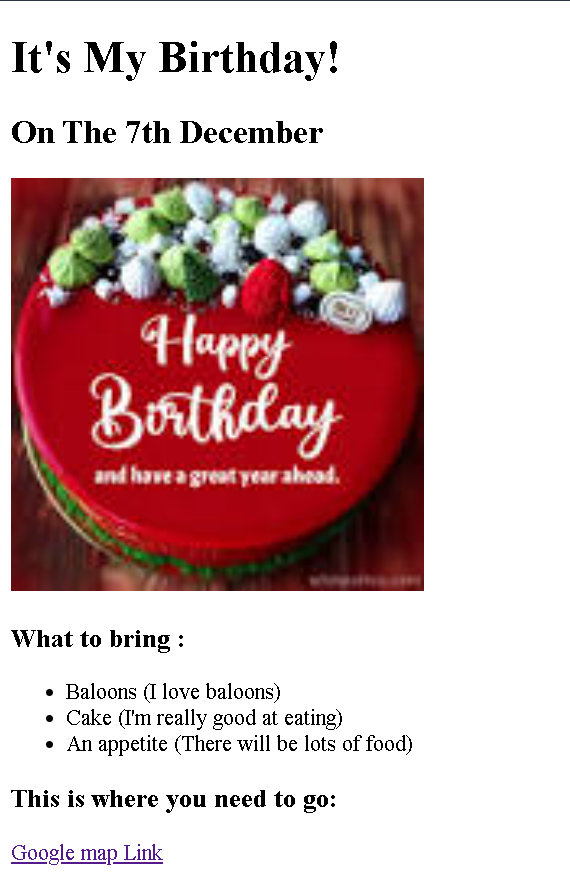 It's My Birthday!
On The 7th December
Happy
Birthday
and have a great year ahead.
What to bring :
Baloons (I love baloons)
Cake (I'm really good at eating)
An appetite (There will be lots of food)
This is where you need to go:
Google map Link